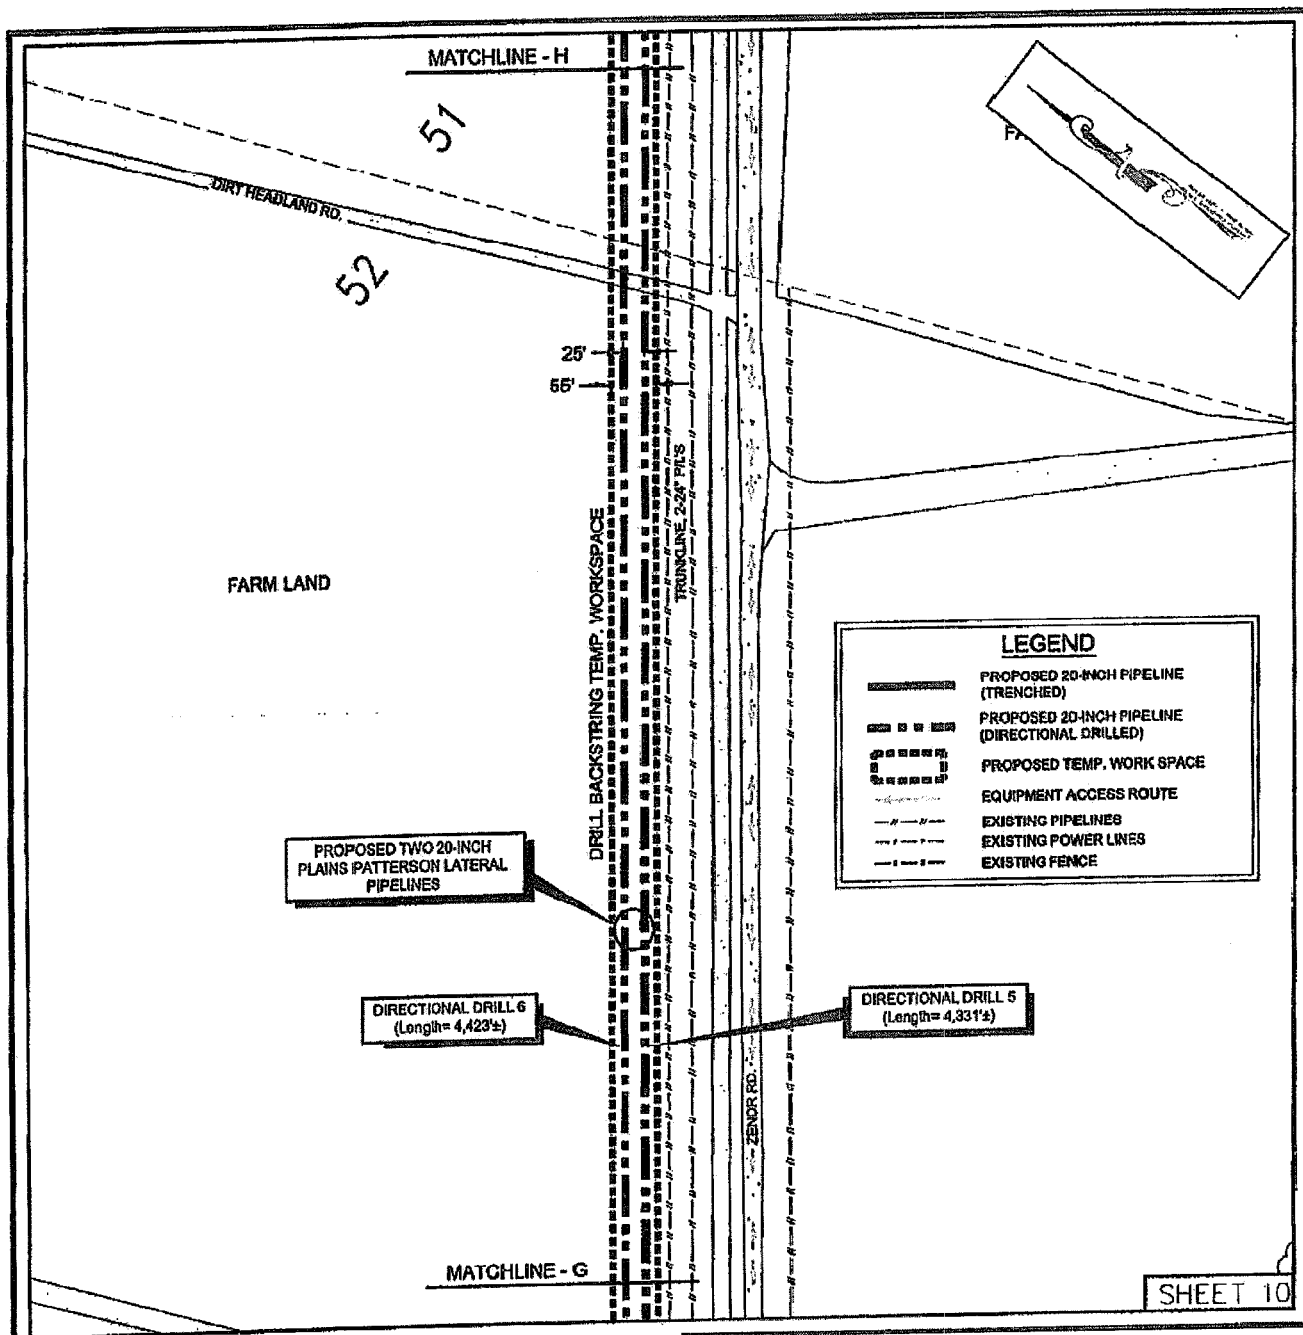 MATCHLINE - H
51
FA
DIRT HEADLAND RD.
52
25'
55'
TRUNKLINE, 2-24" P/L'S
DRILL BACKSTRING TEMP. WORKSPACE
FARM LAND
LEGEND
PROPOSED 20-INCH PIPELINE
(TRENCHED)
PROPOSED 20-INCH PIPELINE
(DIRECTIONAL DRILLED)
PROPOSED TEMP. WORK SPACE
EQUIPMENT ACCESS ROUTE
EXISTING PIPELINES
EXISTING POWER LINES
EXISTING FENCE
PROPOSED TWO 20-INCH
PLAINS PATTERSON LATERAL
PIPELINES
DIRECTIONAL DRILL 6
(Length= 4,423'±)
DIRECTIONAL DRILL 5
(Length= 4,331'±)
ZENOR RD.
MATCHLINE - G
SHEET 10